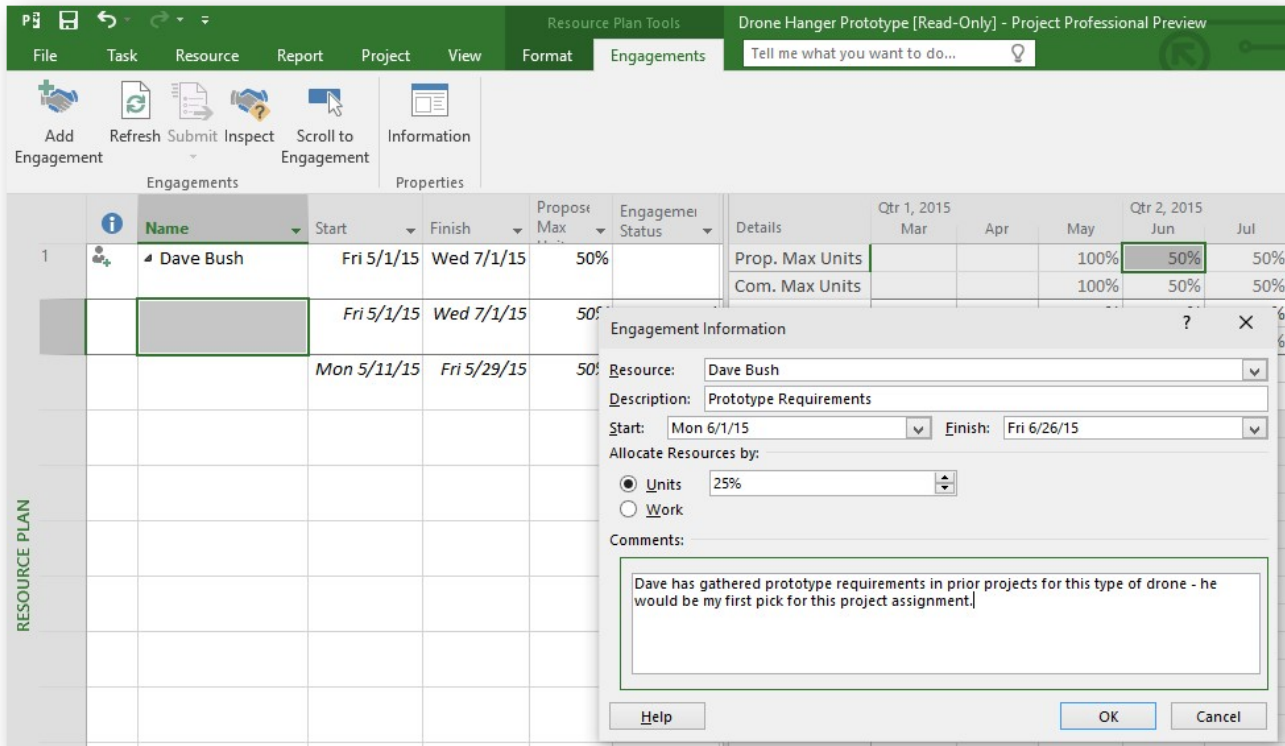 Resource Plan Tools
Drone Hanger Prototype [Read-Only] - Project Professional Preview
File Task Resource Report Project View Format Engagements Tell me what you want to do...
Add Engagement
Refresh
Submit
Inspect
Scroll to Engagement
Information
Engagements
Properties
Name Start Finish Propose Max Engagemei Status Details
Qtr 1, 2015 Qtr 2, 2015
Mar Apr May Jun Jul
1 Dave Bush Fri 5/1/15 Wed 7/1/15 50% Prop. Max Units 100% 50% 50%
Com. Max Units 100% 50% 50%
Fri 5/1/15 Wed 7/1/15
Mon 5/11/15 Fri 5/29/15
RESOURCE PLAN
Engagement Information ?
Resource: Dave Bush
Description: Prototype Requirements
Start: Mon 6/1/15 Finish: Fri 6/26/15
Allocate Resources by:
Units 25%
Work
Comments:
Dave has gathered prototype requirements in prior projects for this type of drone - he
would be my first pick for this project assignment.
Help OK Cancel